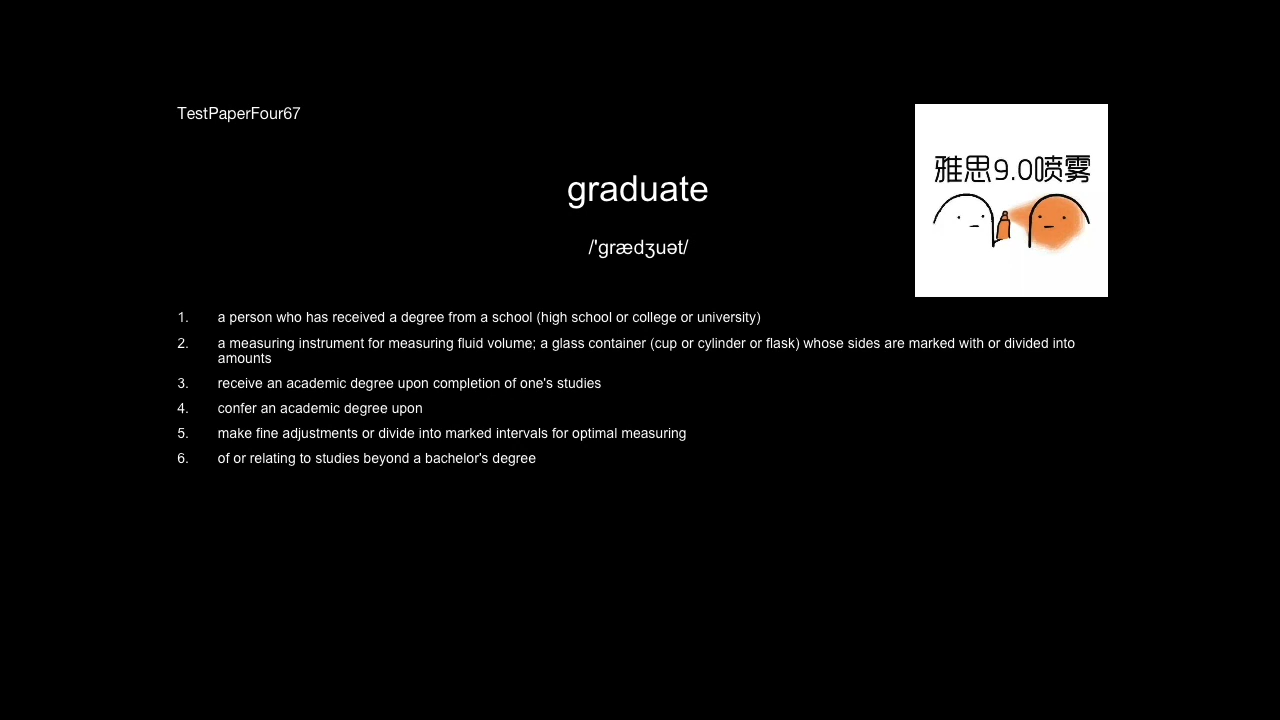 TestPaperFour67
雅思9.0喷雾
graduate
/'ɡrædʒuət/
1. a person who has received a degree from a school (high school or college or university)
2. a measuring instrument for measuring fluid volume; a glass container (cup or cylinder or flask) whose sides are marked with or divided into
amounts
3. receive an academic degree upon completion of one's studies
4. confer an academic degree upon
5. make fine adjustments or divide into marked intervals for optimal measuring
6. of or relating to studies beyond a bachelor's degree